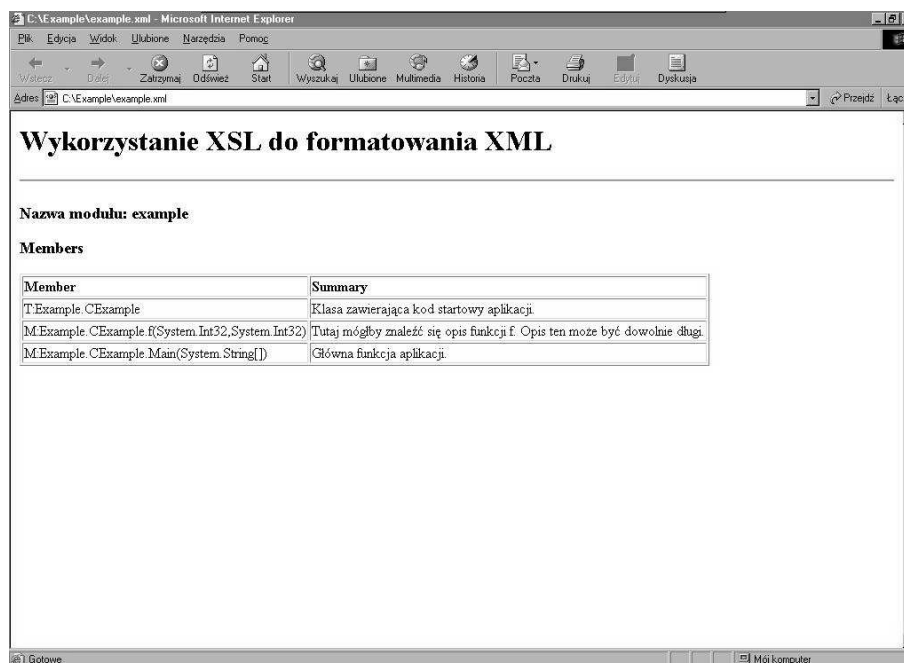 C:\Example\example.xml - Microsoft Internet Explorer
Plik Edycja Widok Ulubione Narzędzia Pomoc
Wstecz Dalej Zatrzymaj Odśwież Start Wyszukaj Ulubione Multimedia Historia Poczta Drukuj Edytuj Dyskusja
Adres C:\Example\example.xml Przejdź Łąc
Wykorzystanie XSL do formatowania XML
Nazwa modułu: example
Members
Member Summary
T:Example.CExample Klasa zawierająca kod startowy aplikacji.
M:Example.CExample.f(System.Int32,System.Int32) Tutaj mógłby znaleźć się opis funkcji f. Opis ten może być dowolnie długi.
M:Example.CExample.Main(System.String[]) Główna funkcja aplikacji.
Gotowe Mój komputer